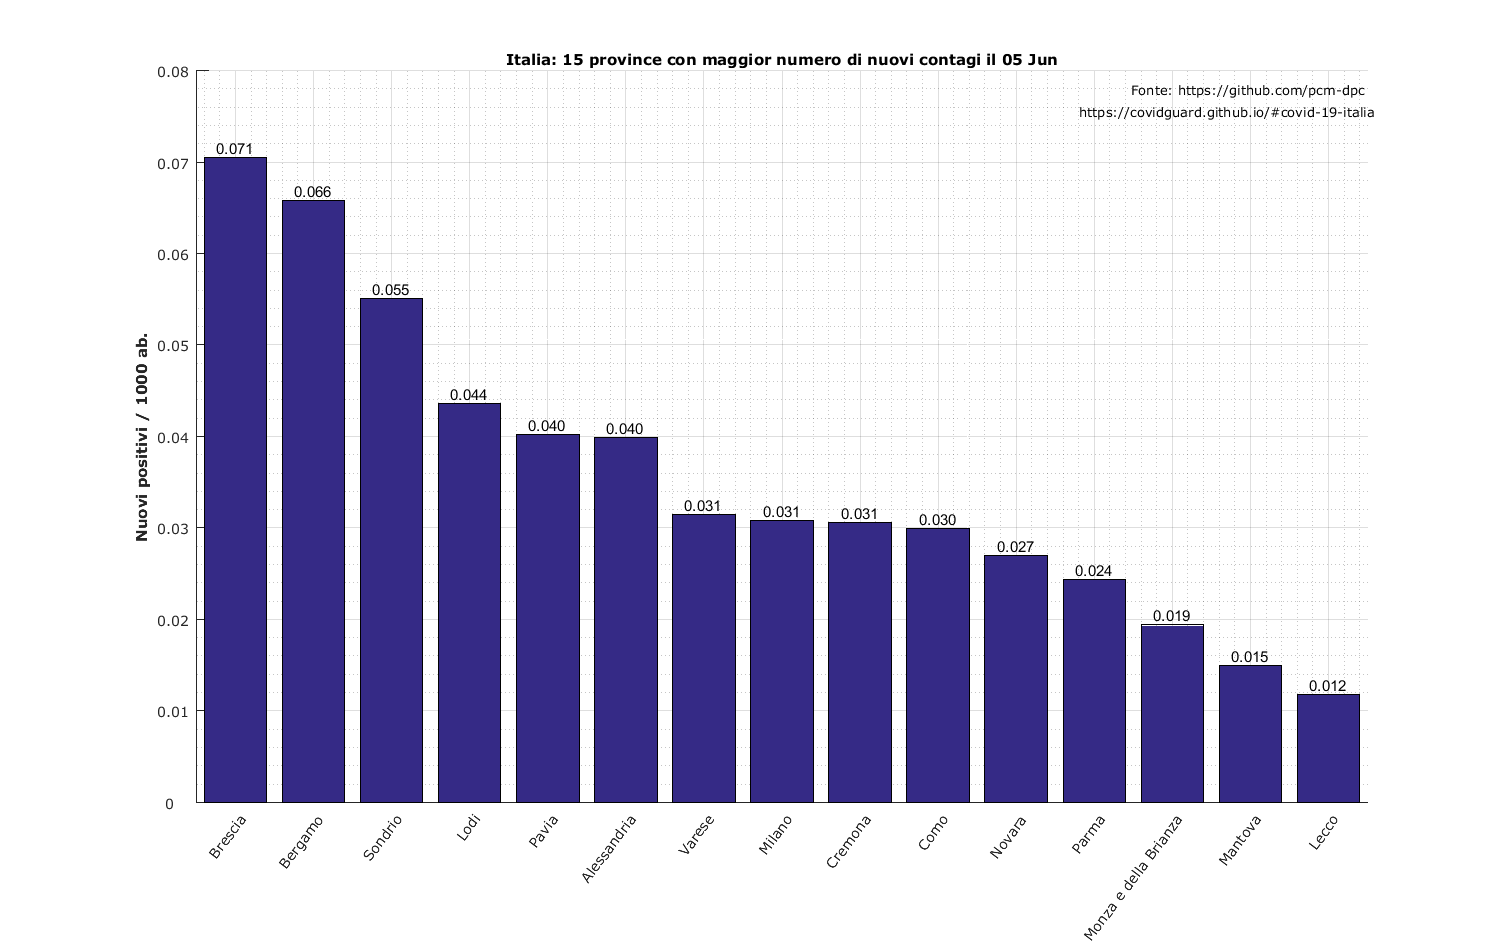 Italia: 15 province con maggior numero di nuovi contagi il 05 Jun
Fonte: https://github.com/pcm-dpc
https://covidguard.github.io/#covid-19-italia
Nuovi positivi / 1000 ab.
0.08
0.07
0.06
0.05
0.04
0.03
0.02
0.01
0
0.071
0.066
0.055
0.044
0.040
0.040
0.031
0.031
0.031
0.030
0.027
0.024
0.019
0.015
0.012
Brescia
Bergamo
Sondrio
Lodi
Pavia
Alessandria
Varese
Milano
Cremona
Como
Novara
Parma
Monza e della Brianza
Mantova
Lecco